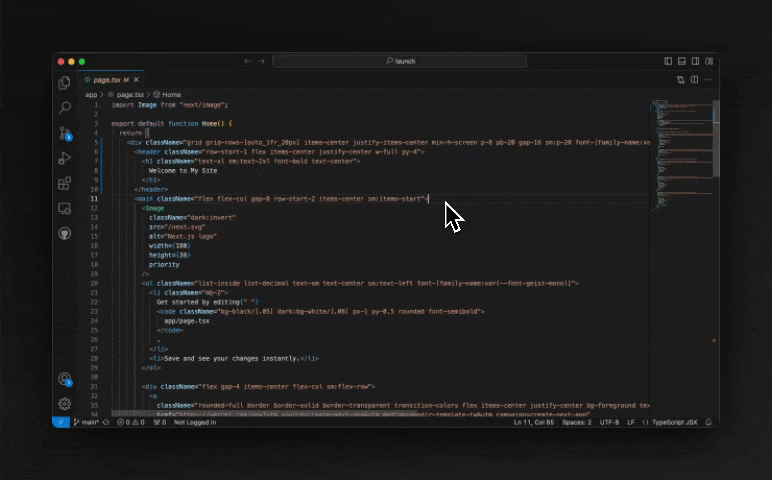 launch
page.tsx M
app > page.tsx > Home
1 import Image from "next/image";
2
3 export default function Home() {
4 return (
5 <div className="grid grid-rows-[auto_1fr_20px] items-center justify-items-center min-h-screen p-8 pb-20 gap-16 sm:p-20 font-[family-name:va
6 <header className="row-start-1 flex items-center justify-center w-full py-4">
7 <h1 className="text-xl sm:text-2xl font-bold text-center">
8 Welcome to My Site
9 </h1>
10 </header>
11 <main className="flex flex-col gap-8 row-start-2 items-center sm:items-start">
12 <Image
13 className="dark:invert"
14 src="/next.svg"
15 alt="Next.js logo"
16 width={180}
17 height={38}
18 priority
19 />
20 <ol className="list-inside list-decimal text-sm text-center sm:text-left font-[family-name:var(--font-geist-mono)]">
21 <li className="mb-2">
22 Get started by editing{" "}
23 <code className="bg-black/[.05] dark:bg-white/[.06] px-1 py-0.5 rounded font-semibold">
24 app/page.tsx
25 </code>
26 .
27 </li>
28 <li>Save and see your changes instantly.</li>
29 </ol>
30
31 <div className="flex gap-4 items-center flex-col sm:flex-row">
32 <a
33 className="rounded-full border border-solid border-transparent transition-colors flex items-center justify-center bg-foreground tex
34
main* 0 0 0 Not Logged In Ln 11, Col 85 Spaces: 2 UTF-8 LF TypeScript JSX